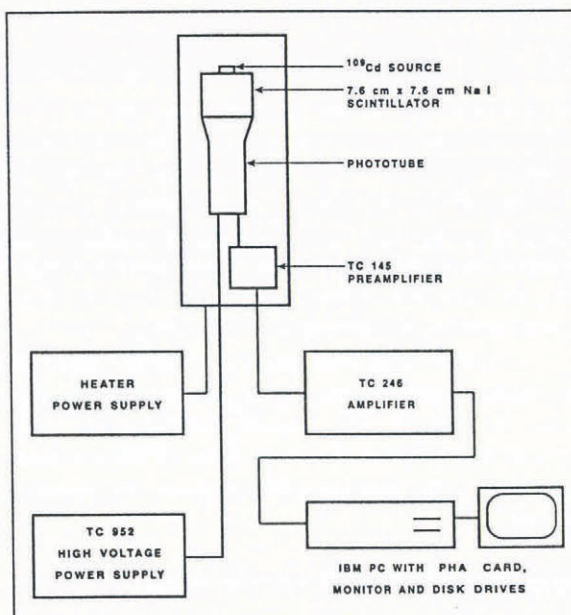 ¹⁰⁹Cd SOURCE
7.6 cm x 7.6 cm Na I
SCINTILLATOR
PHOTOTUBE
TC 145
PREAMPLIFIER
HEATER
POWER SUPPLY
TC 246
AMPLIFIER
TC 952
HIGH VOLTAGE
POWER SUPPLY
IBM PC WITH PHA CARD,
MONITOR AND DISK DRIVES